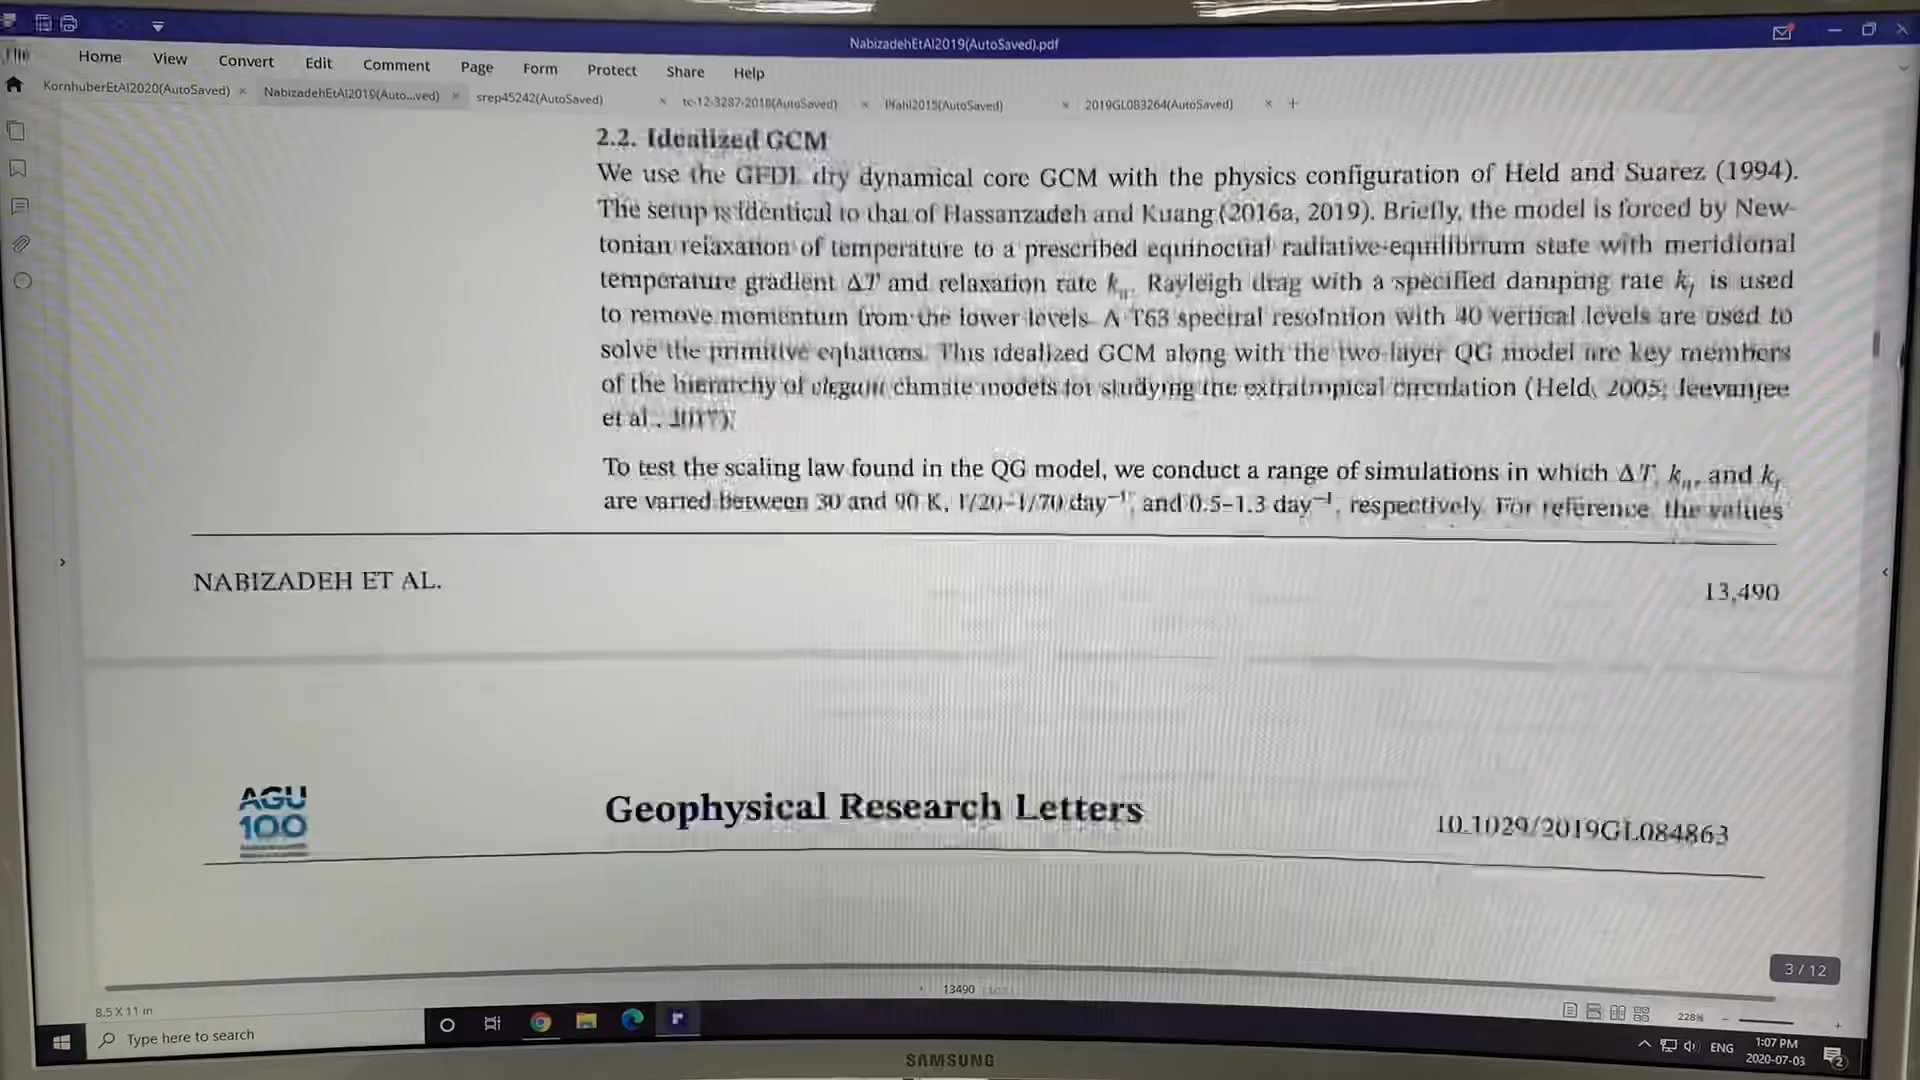 NabizadehEtAl2019(AutoSaved).pdf
Home View Convert Edit Comment Page Form Protect Share Help
KornhuberEtAl2020(AutoSaved) × NabizadehEtAl2019(Auto...ved) × srep45242(AutoSaved) × tc-12-3287-2018(AutoSaved) × Pfahl2015(AutoSaved) × 2019GL083264(AutoSaved) × +
2.2. Idealized GCM
We use the GFDL dry dynamical core GCM with the physics configuration of Held and Suarez (1994).
The setup is identical to that of Hassanzadeh and Kuang (2016a, 2019). Briefly, the model is forced by New-
tonian relaxation of temperature to a prescribed equinoctial radiative-equilibrium state with meridional
temperature gradient ΔT and relaxation rate k Rayleigh drag with a specified damping rate k is used
to remove momentum from the lower levels. A T63 spectral resolution with 40 vertical levels are used to
solve the primitive equations. This idealized GCM along with the two-layer QG model are key members
of the hierarchy of elegant climate models for studying the extratropical circulation (Held, 2005; Jeevanjee
et al., 2017).
To test the scaling law found in the QG model, we conduct a range of simulations in which ΔT, k and k
are varied between 30 and 90 K, 1/20–1/70 day⁻¹, and 0.5–1.3 day⁻¹, respectively. For reference, the values
NABIZADEH ET AL.
13,490
AGU
100
Geophysical Research Letters
10.1029/2019GL084863
3 / 12
13490
8.5 X 11 in
228%
Type here to search
ENG
1:07 PM
2020-07-03
2
SAMSUNG